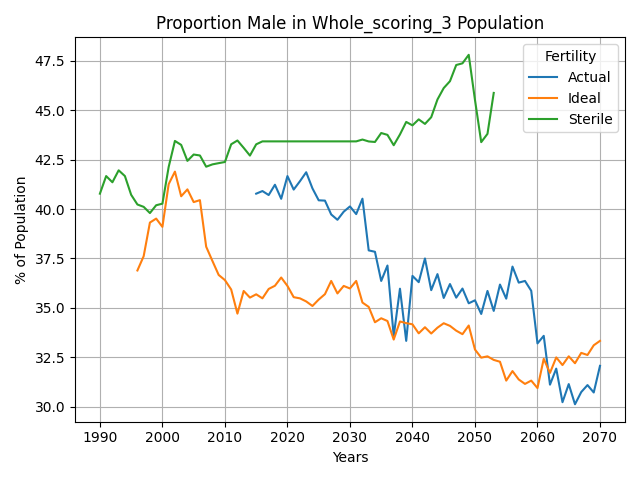 Proportion Male in Whole_scoring_3 Population
Fertility
Actual
Ideal
Sterile
% of Population
47.5
45.0
42.5
40.0
37.5
35.0
32.5
30.0
1990 2000 2010 2020 2030 2040 2050 2060 2070
Years